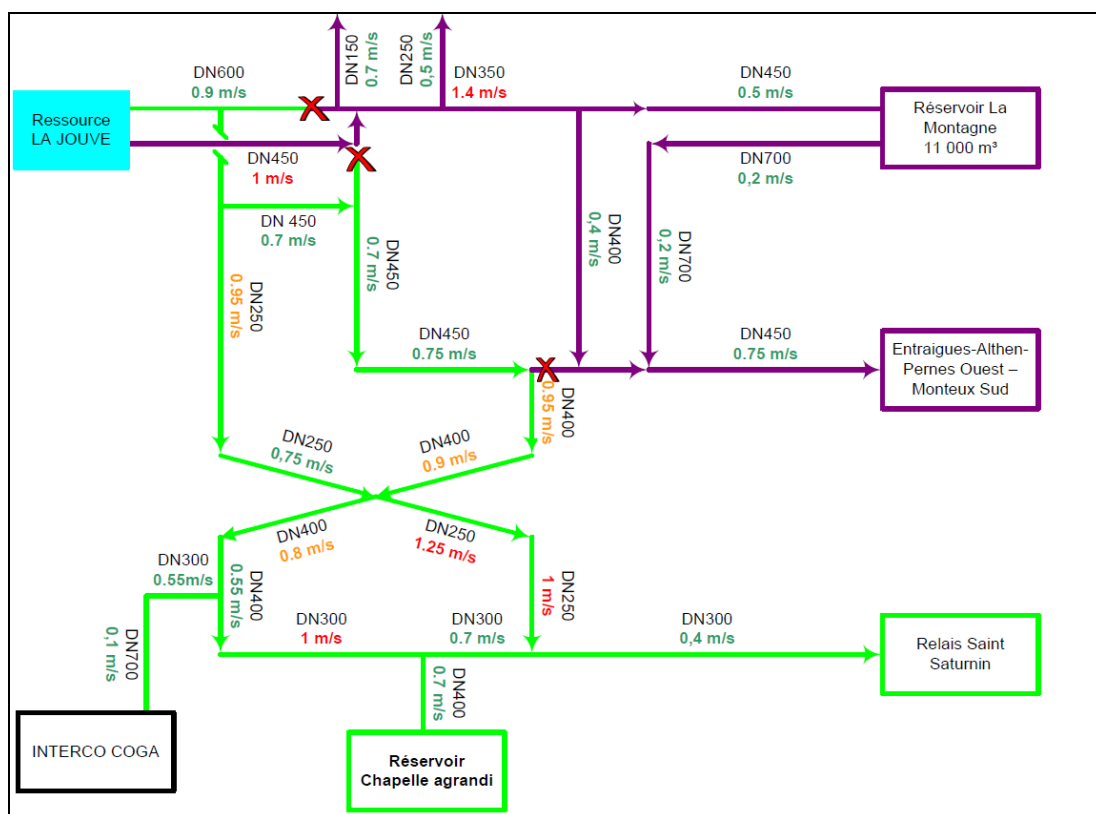 DN150
0.7 m/s
DN250
0,5 m/s
DN600
0.9 m/s
DN350
1.4 m/s
DN450
0.5 m/s
Ressource
LA JOUVE
Réservoir La
Montagne
11 000 m³
DN450
1 m/s
DN700
0,2 m/s
DN 450
0.7 m/s
DN450
0.7 m/s
DN400
0,4 m/s
DN700
0,2 m/s
DN250
0.95 m/s
DN450
0.75 m/s
DN450
0.75 m/s
Entraigues-Althen-
Pernes Ouest –
Monteux Sud
DN400
0.95 m/s
DN250
0,75 m/s
DN400
0.9 m/s
DN400
0.8 m/s
DN250
1.25 m/s
DN300
0.55m/s
DN400
0.55 m/s
DN250
1 m/s
DN300
1 m/s
DN300
0.7 m/s
DN300
0,4 m/s
DN700
0,1 m/s
DN400
0.7 m/s
Relais Saint
Saturnin
INTERCO COGA
Réservoir
Chapelle agrandi